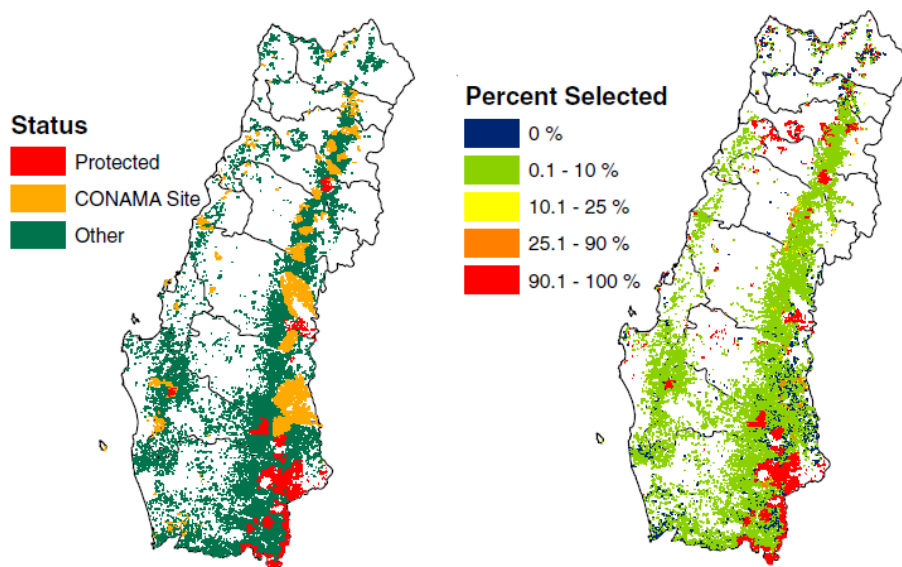 Status
Protected
CONAMA Site
Other
Percent Selected
0 %
0.1 - 10 %
10.1 - 25 %
25.1 - 90 %
90.1 - 100 %